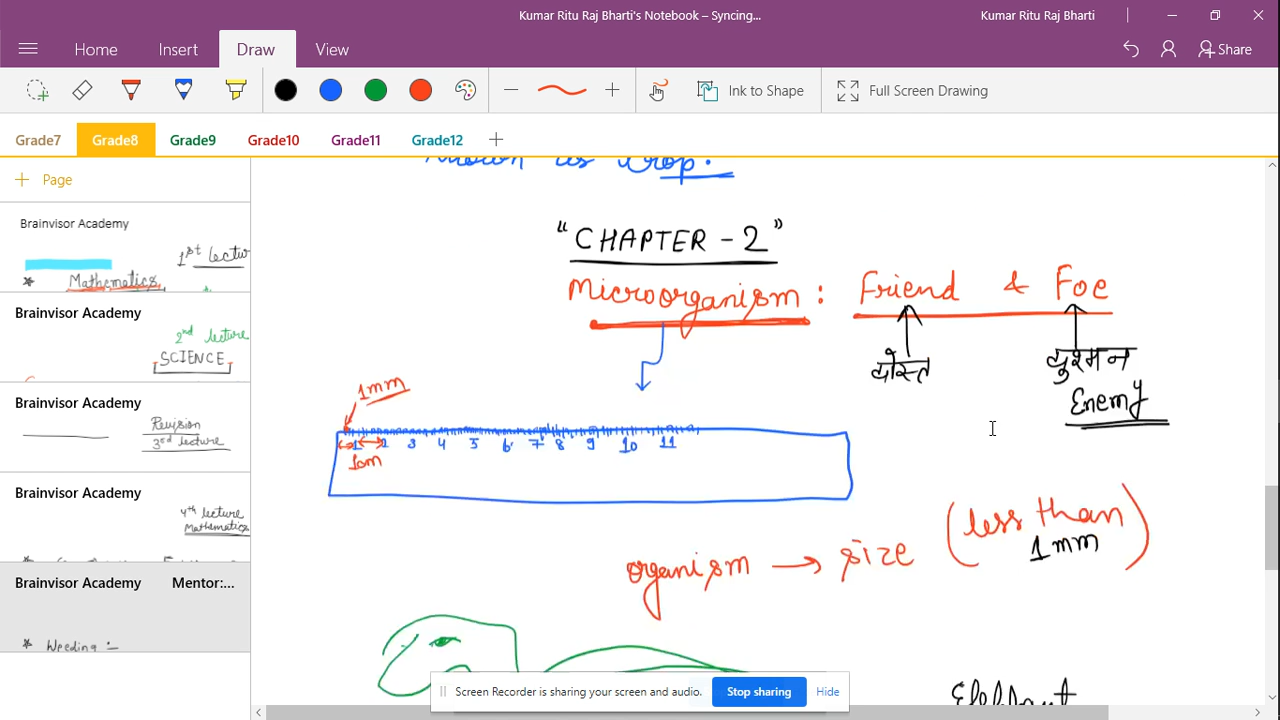 Kumar Ritu Raj Bharti's Notebook – Syncing...
Kumar Ritu Raj Bharti
Home
Insert
Draw
View
Share
Ink to Shape
Full Screen Drawing
Grade7
Grade8
Grade9
Grade10
Grade11
Grade12
Page
Brainvisor Academy
1st lectu
* Mathematics
Brainvisor Academy
2nd lecture
SCIENCE
Brainvisor Academy
Revision
3rd lecture
Brainvisor Academy
4th lecture
Mathematics
Brainvisor Academy Mentor:...
* Weeding :-
known as crop.
"CHAPTER - 2"
Microorganism : Friend & Foe
दोस्त
दुश्मन
Enemy
1mm
1 2 3 4 5 6 7 8 9 10 11
1cm
organism → size (less than
1mm)
Screen Recorder is sharing your screen and audio.
Stop sharing
Hide